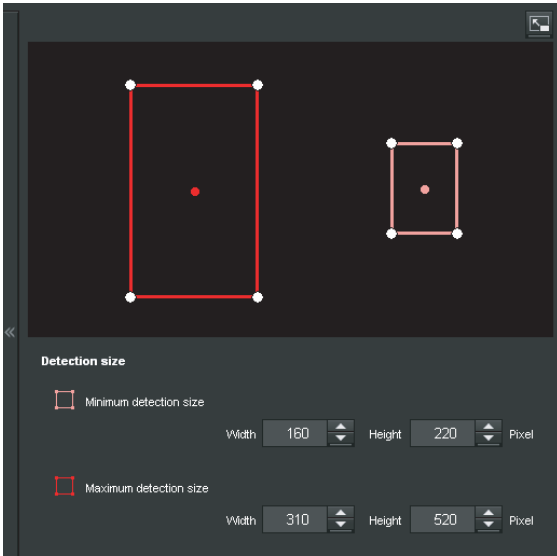 Detection size
Minimum detection size
Width 160 Height 220 Pixel
Maximum detection size
Width 310 Height 520 Pixel